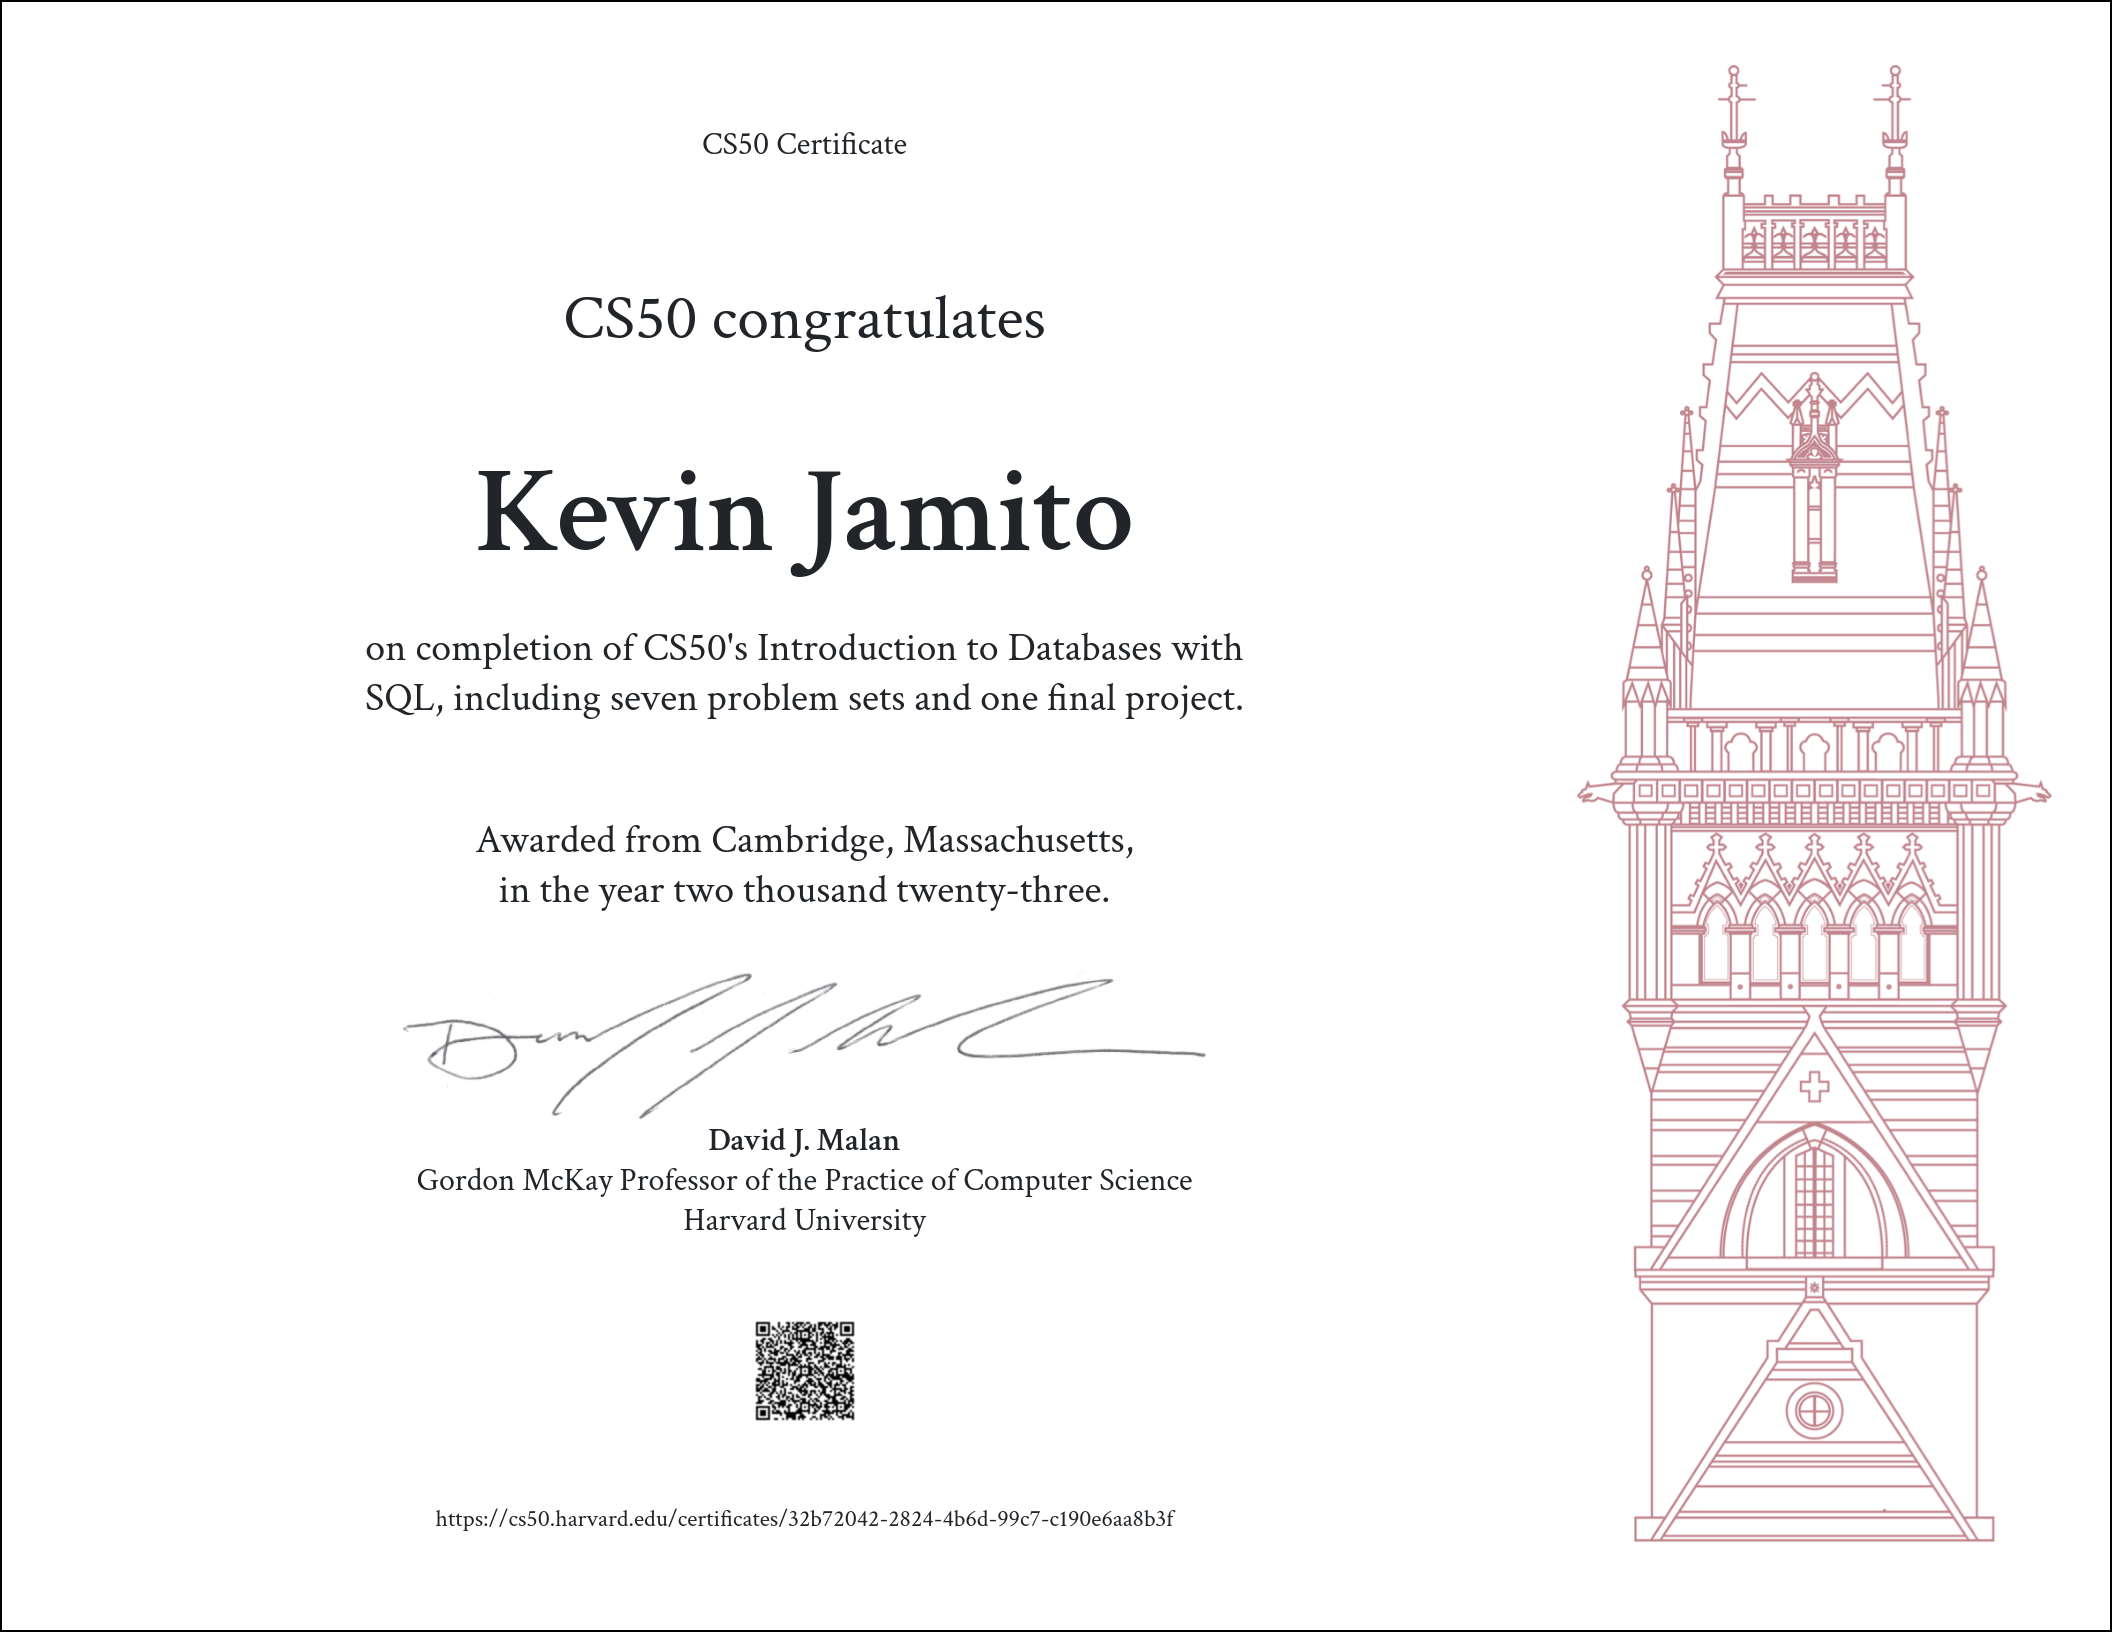 CS50 Certificate
CS50 congratulates
Kevin Jamito
on completion of CS50's Introduction to Databases with
SQL, including seven problem sets and one final project.
Awarded from Cambridge, Massachusetts,
in the year two thousand twenty-three.
David J. Malan
Gordon McKay Professor of the Practice of Computer Science
Harvard University
https://cs50.harvard.edu/certificates/32b72042-2824-4b6d-99c7-c190e6aa8b3f